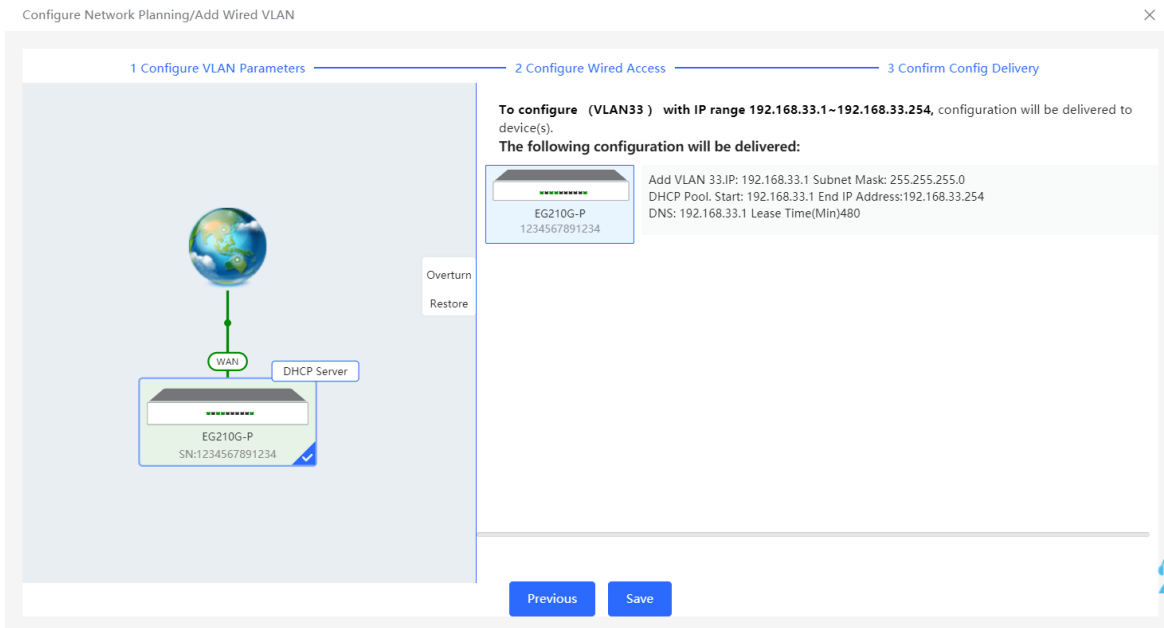 Configure Network Planning/Add Wired VLAN
1 Configure VLAN Parameters
2 Configure Wired Access
3 Confirm Config Delivery
To configure （VLAN33 ） with IP range 192.168.33.1~192.168.33.254, configuration will be delivered to
device(s).
The following configuration will be delivered:
EG210G-P
1234567891234
Add VLAN 33.IP: 192.168.33.1 Subnet Mask: 255.255.255.0
DHCP Pool. Start: 192.168.33.1 End IP Address:192.168.33.254
DNS: 192.168.33.1 Lease Time(Min)480
Overturn
Restore
WAN
DHCP Server
EG210G-P
SN:1234567891234
Previous
Save